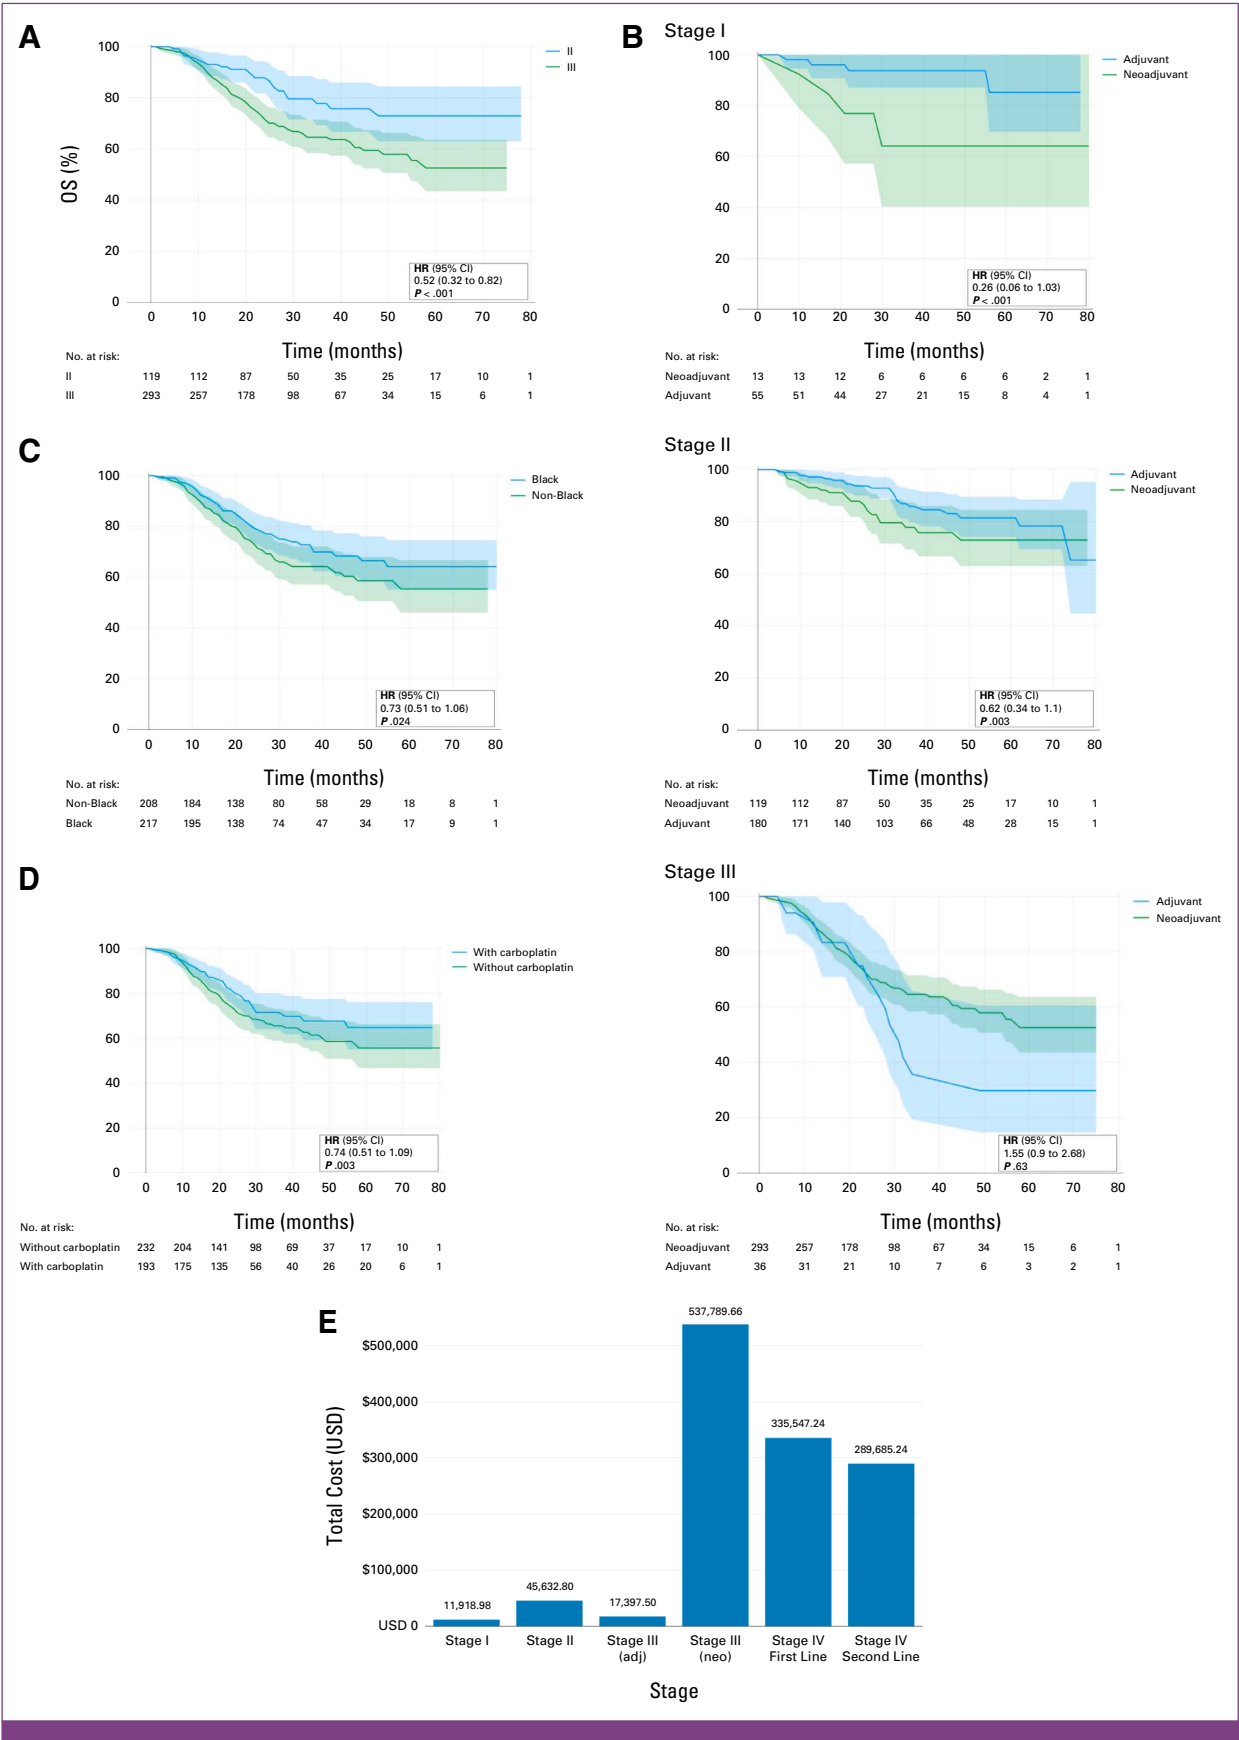 A
100
80
60
40
20
0
OS (%)
II
III
HR (95% CI)
0.52 (0.32 to 0.82)
P < .001
0 10 20 30 40 50 60 70 80
Time (months)
No. at risk:
II 119 112 87 50 35 25 17 10 1
III 293 257 178 98 67 34 15 6 1
B
Stage I
100
80
60
40
20
0
Adjuvant
Neoadjuvant
HR (95% CI)
0.26 (0.06 to 1.03)
P < .001
0 10 20 30 40 50 60 70 80
Time (months)
No. at risk:
Neoadjuvant 13 13 12 6 6 6 6 2 1
Adjuvant 55 51 44 27 21 15 8 4 1
C
100
80
60
40
20
0
Black
Non-Black
HR (95% CI)
0.73 (0.51 to 1.06)
P .024
0 10 20 30 40 50 60 70 80
Time (months)
No. at risk:
Non-Black 208 184 138 80 58 29 18 8 1
Black 217 195 138 74 47 34 17 9 1
Stage II
100
80
60
40
20
0
Adjuvant
Neoadjuvant
HR (95% CI)
0.62 (0.34 to 1.1)
P .003
0 10 20 30 40 50 60 70 80
Time (months)
No. at risk:
Neoadjuvant 119 112 87 50 35 25 17 10 1
Adjuvant 180 171 140 103 66 48 28 15 1
D
100
80
60
40
20
0
With carboplatin
Without carboplatin
HR (95% CI)
0.74 (0.51 to 1.09)
P .003
0 10 20 30 40 50 60 70 80
Time (months)
No. at risk:
Without carboplatin 232 204 141 98 69 37 17 10 1
With carboplatin 193 175 135 56 40 26 20 6 1
Stage III
100
80
60
40
20
0
Adjuvant
Neoadjuvant
HR (95% CI)
1.55 (0.9 to 2.68)
P .63
0 10 20 30 40 50 60 70 80
Time (months)
No. at risk:
Neoadjuvant 293 257 178 98 67 34 15 6 1
Adjuvant 36 31 21 10 7 6 3 2 1
E
Total Cost (USD)
$500,000
$400,000
$300,000
$200,000
$100,000
USD 0
11,918.98
45,632.80
17,397.50
537,789.66
335,547.24
289,685.24
Stage I
Stage II
Stage III
(adj)
Stage III
(neo)
Stage IV
First Line
Stage IV
Second Line
Stage